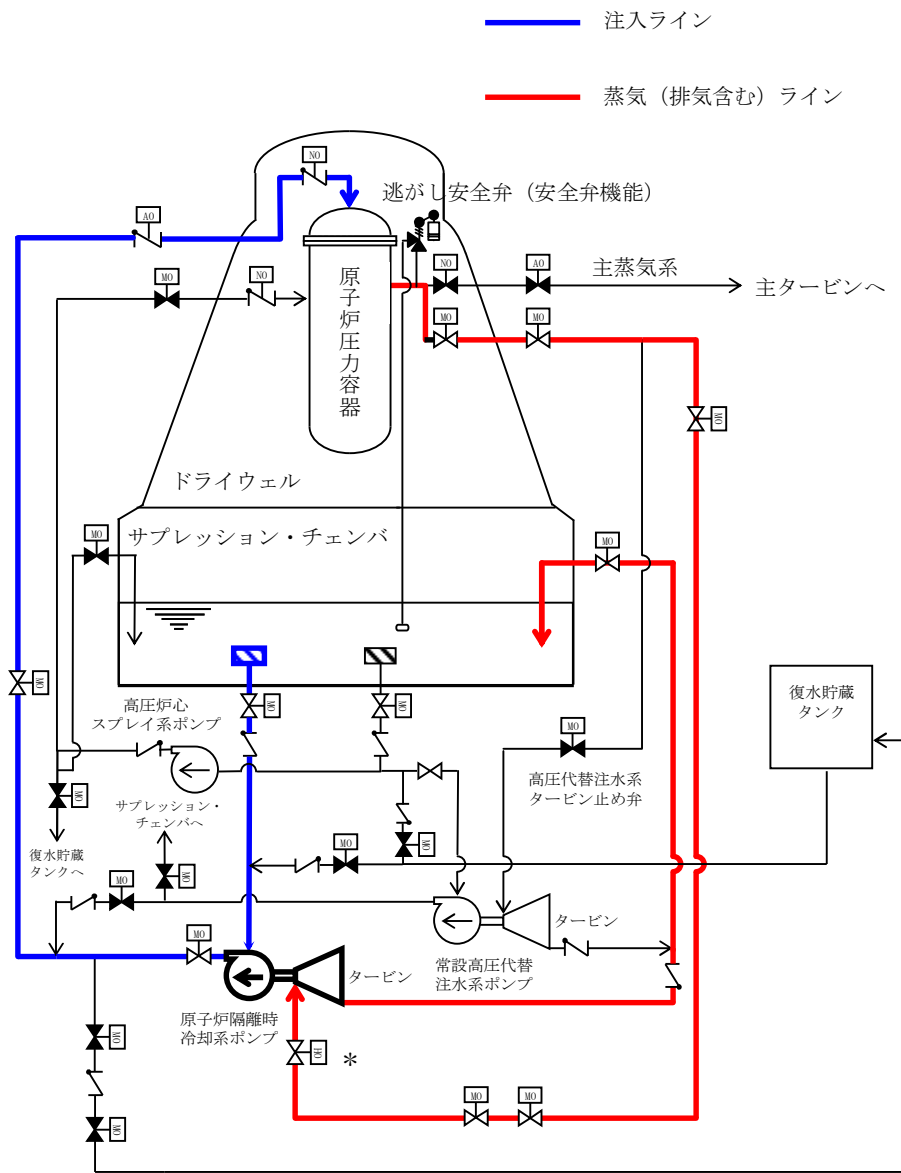 注入ライン
蒸気（排気含む）ライン
NO
逃がし安全弁（安全弁機能）
AO
MO
NO
原子炉圧力容器
NO
AO
主蒸気系
主タービンへ
MO
MO
MO
ドライウェル
サプレッション・チェンバ
MO
MO
MO
高圧炉心
スプレイ系ポンプ
MO
MO
復水貯蔵
タンク
MO
高圧代替注水系
タービン止め弁
MO
サプレッション・
チェンバへ
復水貯蔵
タンクへ
MO
MO
MO
MO
タービン
MO
常設高圧代替
注水系ポンプ
タービン
原子炉隔離時
冷却系ポンプ
MO
HO
＊
MO
MO
MO